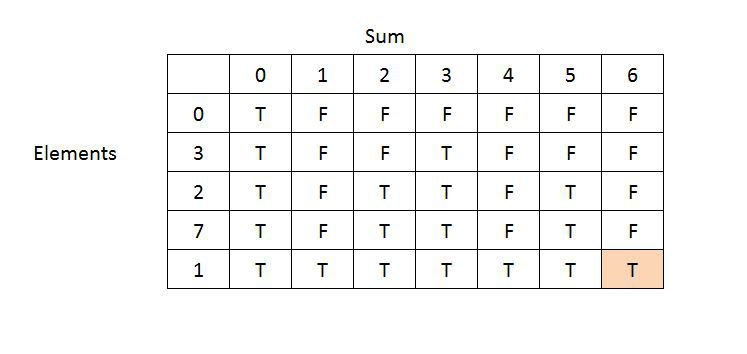 Sum
0 1 2 3 4 5 6
0 T F F F F F F
Elements 3 T F F T F F F
2 T F T T F T F
7 T F T T F T F
1 T T T T T T T